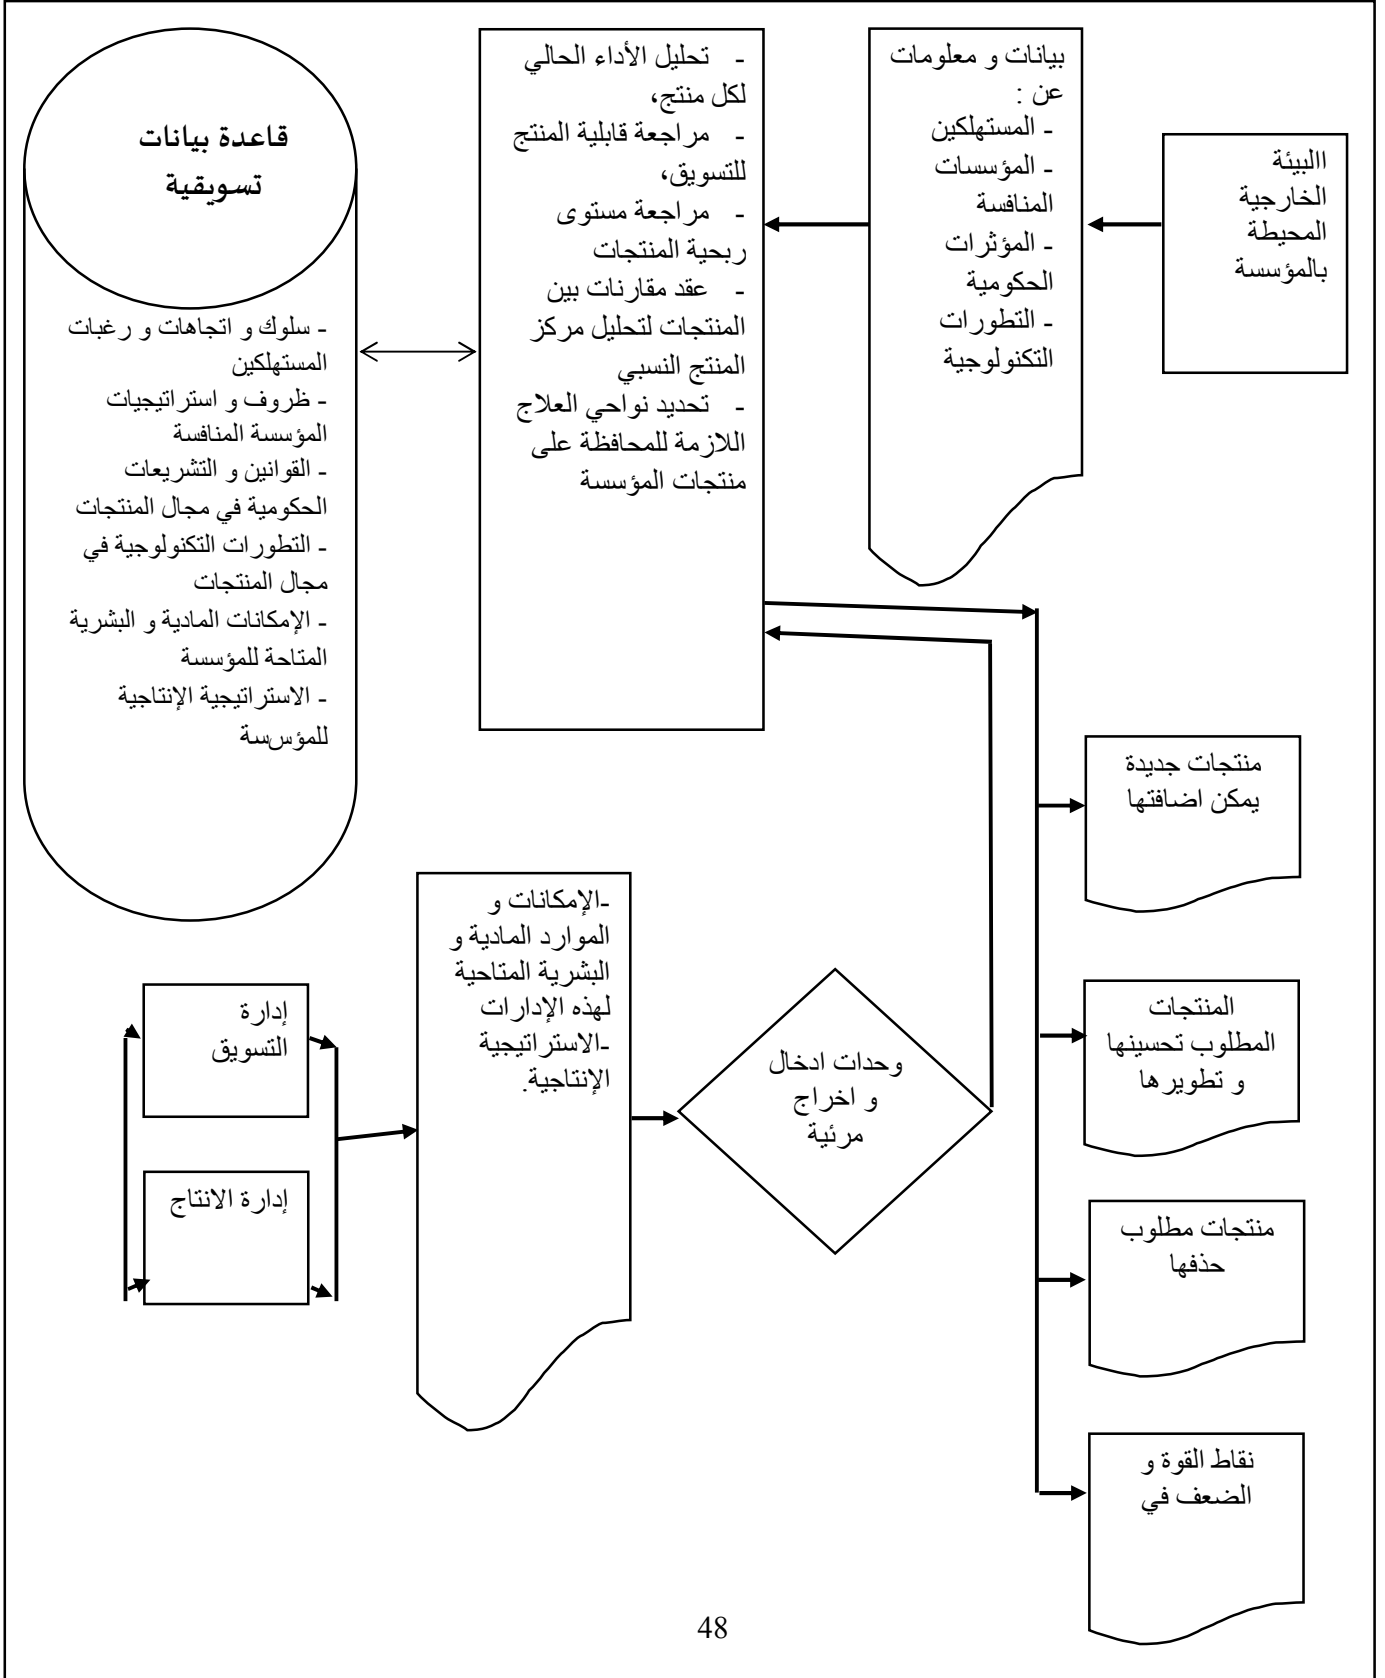 االبيئة
الخارجية
المحيطة
بالمؤسسة
بيانات و معلومات
عن :
- المستهلكين
- المؤسسات
المنافسة
- المؤثرات
الحكومية
- التطورات
التكنولوجية
- تحليل الأداء الحالي
لكل منتج،
- مراجعة قابلية المنتج
للتسويق،
- مراجعة مستوى
ربحية المنتجات
- عقد مقارنات بين
المنتجات لتحليل مركز
المنتج النسبي
- تحديد نواحي العلاج
اللازمة للمحافظة على
منتجات المؤسسة
قاعدة بيانات
تسويقية
- سلوك و اتجاهات و رغبات
المستهلكين
- ظروف و استراتيجيات
المؤسسة المنافسة
- القوانين و التشريعات
الحكومية في مجال المنتجات
- التطورات التكنولوجية في
مجال المنتجات
- الإمكانات المادية و البشرية
المتاحة للمؤسسة
- الاستراتيجية الإنتاجية
للمؤسسة
منتجات جديدة
يمكن اضافتها
المنتجات
المطلوب تحسينها
و تطويرها
منتجات مطلوب
حذفها
نقاط القوة و
الضعف في
وحدات ادخال
و اخراج
مرئية
-الإمكانات و
الموارد المادية و
البشرية المتاحية
لهذه الإدارات
-الاستراتيجية
الإنتاجية.
إدارة
التسويق
إدارة الانتاج
48